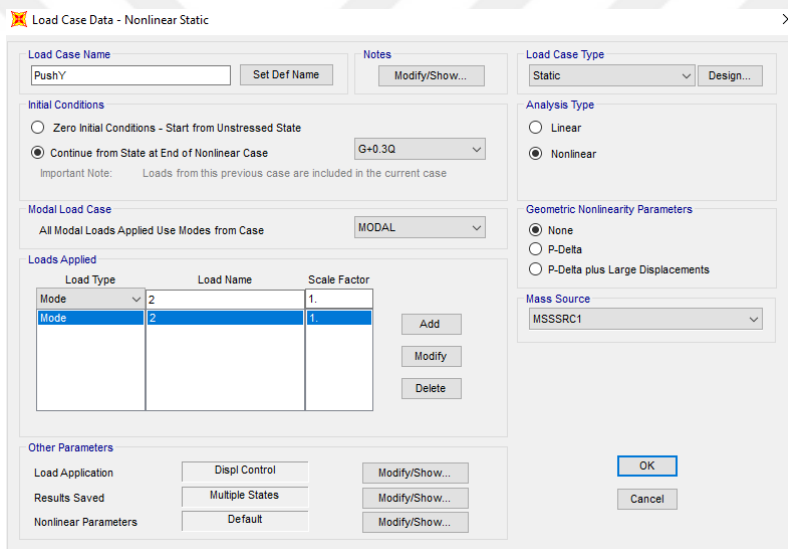 Load Case Data - Nonlinear Static
Load Case Name
PushY
Set Def Name
Notes
Modify/Show...
Load Case Type
Static
Design...
Initial Conditions
Zero Initial Conditions - Start from Unstressed State
Continue from State at End of Nonlinear Case
G+0.3Q
Important Note: Loads from this previous case are included in the current case
Analysis Type
Linear
Nonlinear
Modal Load Case
All Modal Loads Applied Use Modes from Case
MODAL
Geometric Nonlinearity Parameters
None
P-Delta
P-Delta plus Large Displacements
Loads Applied
Load Type Load Name Scale Factor
Mode 2 1.
Mode 2 1.
Add
Modify
Delete
Mass Source
MSSSRC1
Other Parameters
Load Application Displ Control Modify/Show...
Results Saved Multiple States Modify/Show...
Nonlinear Parameters Default Modify/Show...
OK
Cancel